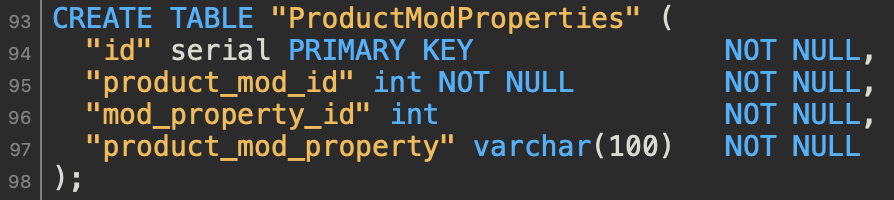 93 CREATE TABLE "ProductModProperties" (
94   "id" serial PRIMARY KEY               NOT NULL,
95   "product_mod_id" int NOT NULL         NOT NULL,
96   "mod_property_id" int                 NOT NULL,
97   "product_mod_property" varchar(100)   NOT NULL
98 );